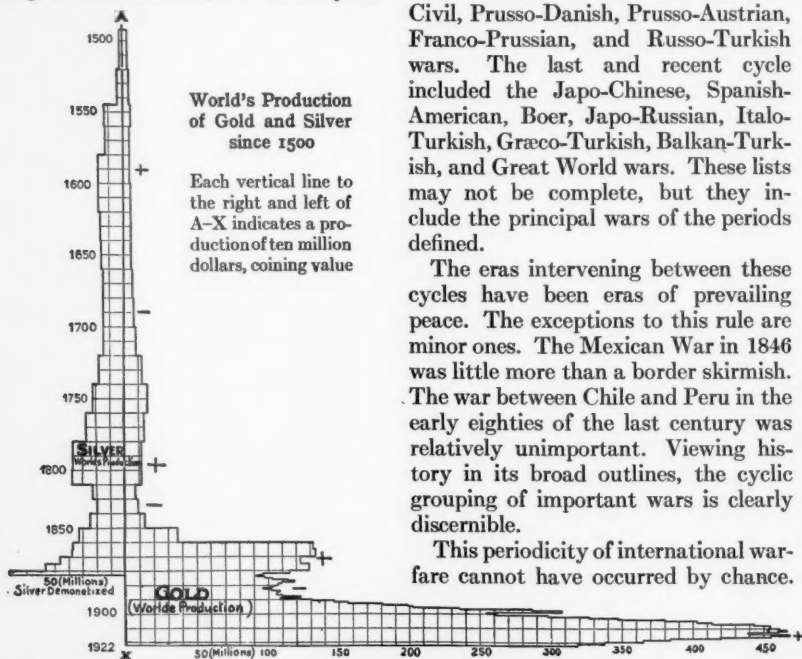 A
1500
1550
1600
1650
1700
1750
1800
1850
1900
1922
X
World's Production
of Gold and Silver
since 1500
Each vertical line to
the right and left of
A–X indicates a pro-
duction of ten million
dollars, coining value
+
−
+
−
+
−
+
SILVER
Worlds Production
50(Millions)
Silver Demonetized
GOLD
(Worlds Production)
50(Millions) 100 150 200 250 300 350 400 450
Civil, Prusso-Danish, Prusso-Austrian,
Franco-Prussian, and Russo-Turkish
wars. The last and recent cycle
included the Japo-Chinese, Spanish-
American, Boer, Japo-Russian, Italo-
Turkish, Græco-Turkish, Balkan-Turk-
ish, and Great World wars. These lists
may not be complete, but they in-
clude the principal wars of the periods
defined.
The eras intervening between these
cycles have been eras of prevailing
peace. The exceptions to this rule are
minor ones. The Mexican War in 1846
was little more than a border skirmish.
The war between Chile and Peru in the
early eighties of the last century was
relatively unimportant. Viewing his-
tory in its broad outlines, the cyclic
grouping of important wars is clearly
discernible.
This periodicity of international war-
fare cannot have occurred by chance.